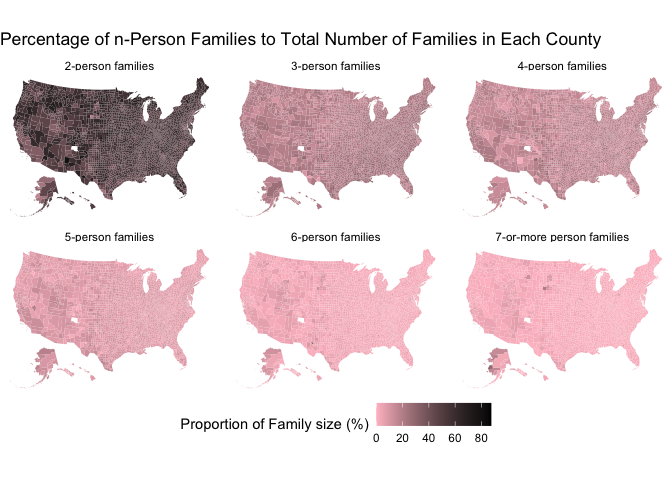 Percentage of n-Person Families to Total Number of Families in Each County
2-person families
3-person families
4-person families
5-person families
6-person families
7-or-more person families
Proportion of Family size (%)
0 20 40 60 80